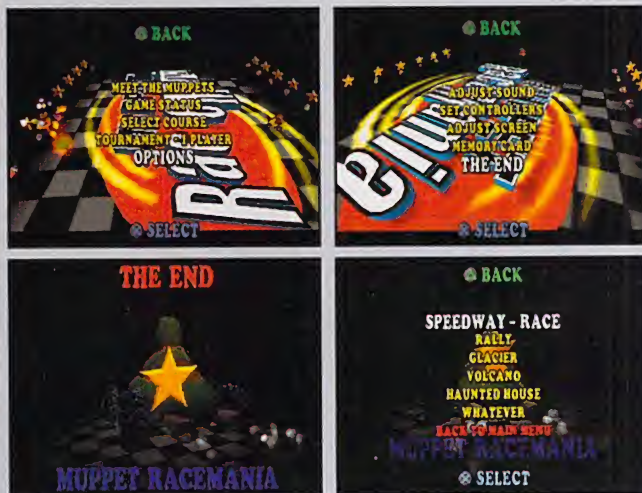 BACK
MEET THE MUPPETS
GAME STATUS
SELECT COURSE
TOURNAMENT - 1 PLAYER
OPTIONS
SELECT
BACK
ADJUST SOUND
SET CONTROLLERS
ADJUST SCREEN
MEMORY CARD
THE END
SELECT
THE END
MUPPET RACEMANIA
BACK
SPEEDWAY - RACE
RALLY
GLACIER
VOLCANO
HAUNTED HOUSE
WHATEVER
BACK TO MAIN MENU
MUPPET RACEMANIA
SELECT